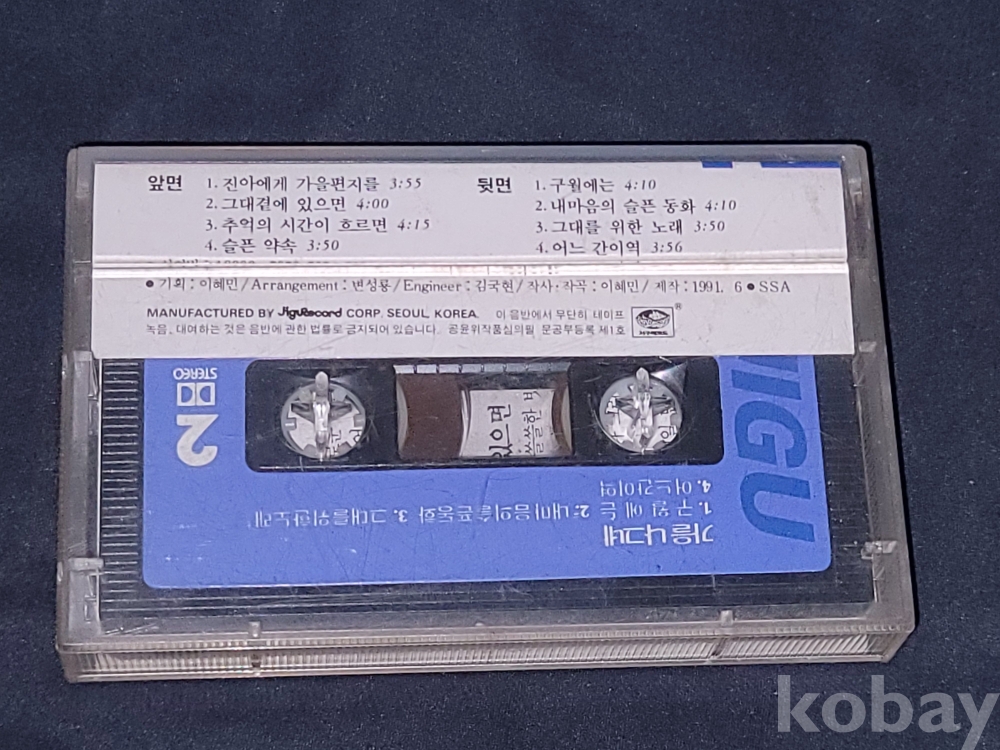 앞면 1. 진아에게 가을편지를 3:55
2. 그대곁에 있으면 4:00
3. 추억의 시간이 흐르면 4:15
4. 슬픈 약속 3:50
뒷면 1. 구월에는 4:10
2. 내마음의 슬픈 동화 4:10
3. 그대를 위한 노래 3:50
4. 어느 간이역 3:56
● 기획 : 이혜민/Arrangement : 변성룡/Engineer : 김국현/작사·작곡 : 이혜민/제작 : 1991. 6 ● SSA
MANUFACTURED BY JiguRecord CORP. SEOUL, KOREA. 이 음반에서 무단히 테이프
녹음, 대여하는 것은 음반에 관한 법률로 금지되어 있습니다. 공윤위작품심의필 문공부등록 제1호
®
STEREO
2
JIGU
있으면
쓸쓸한
가을나그네
1. 구월에는 2. 내마음의슬픈동화 3. 그대를위한노래
4. 어느간이역
kobay